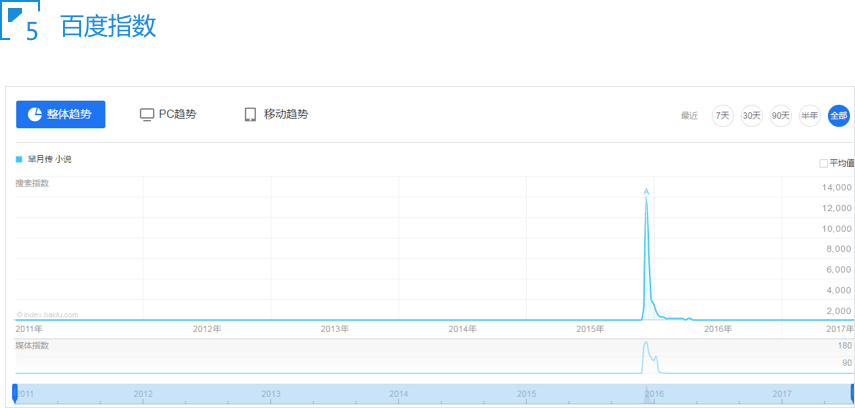 5 百度指数
整体趋势 PC趋势 移动趋势 最近 7天 30天 90天 半年 全部
芈月传 小说 平均值
搜索指数
14,000
12,000
10,000
8,000
6,000
4,000
2,000
© index.baidu.com
2011年 2012年 2013年 2014年 2015年 2016年 2017年
媒体指数 180
90
2011 2012 2013 2014 2015 2016 2017